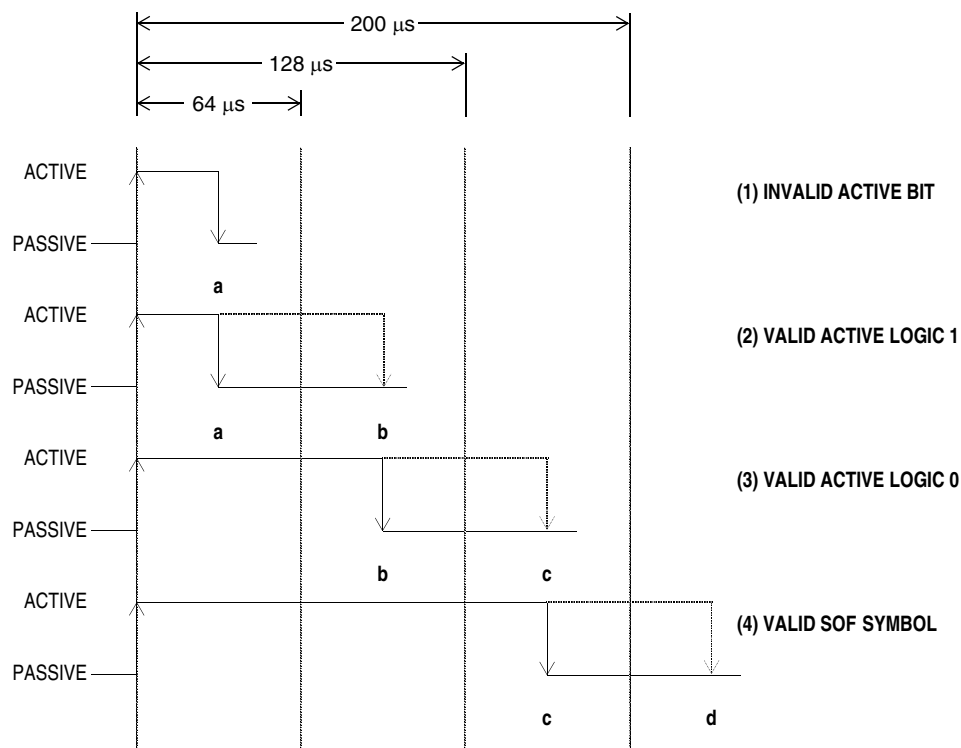 200 μs
128 μs
64 μs
ACTIVE
(1) INVALID ACTIVE BIT
PASSIVE
a
ACTIVE
(2) VALID ACTIVE LOGIC 1
PASSIVE
a b
ACTIVE
(3) VALID ACTIVE LOGIC 0
PASSIVE
b c
ACTIVE
(4) VALID SOF SYMBOL
PASSIVE
c d